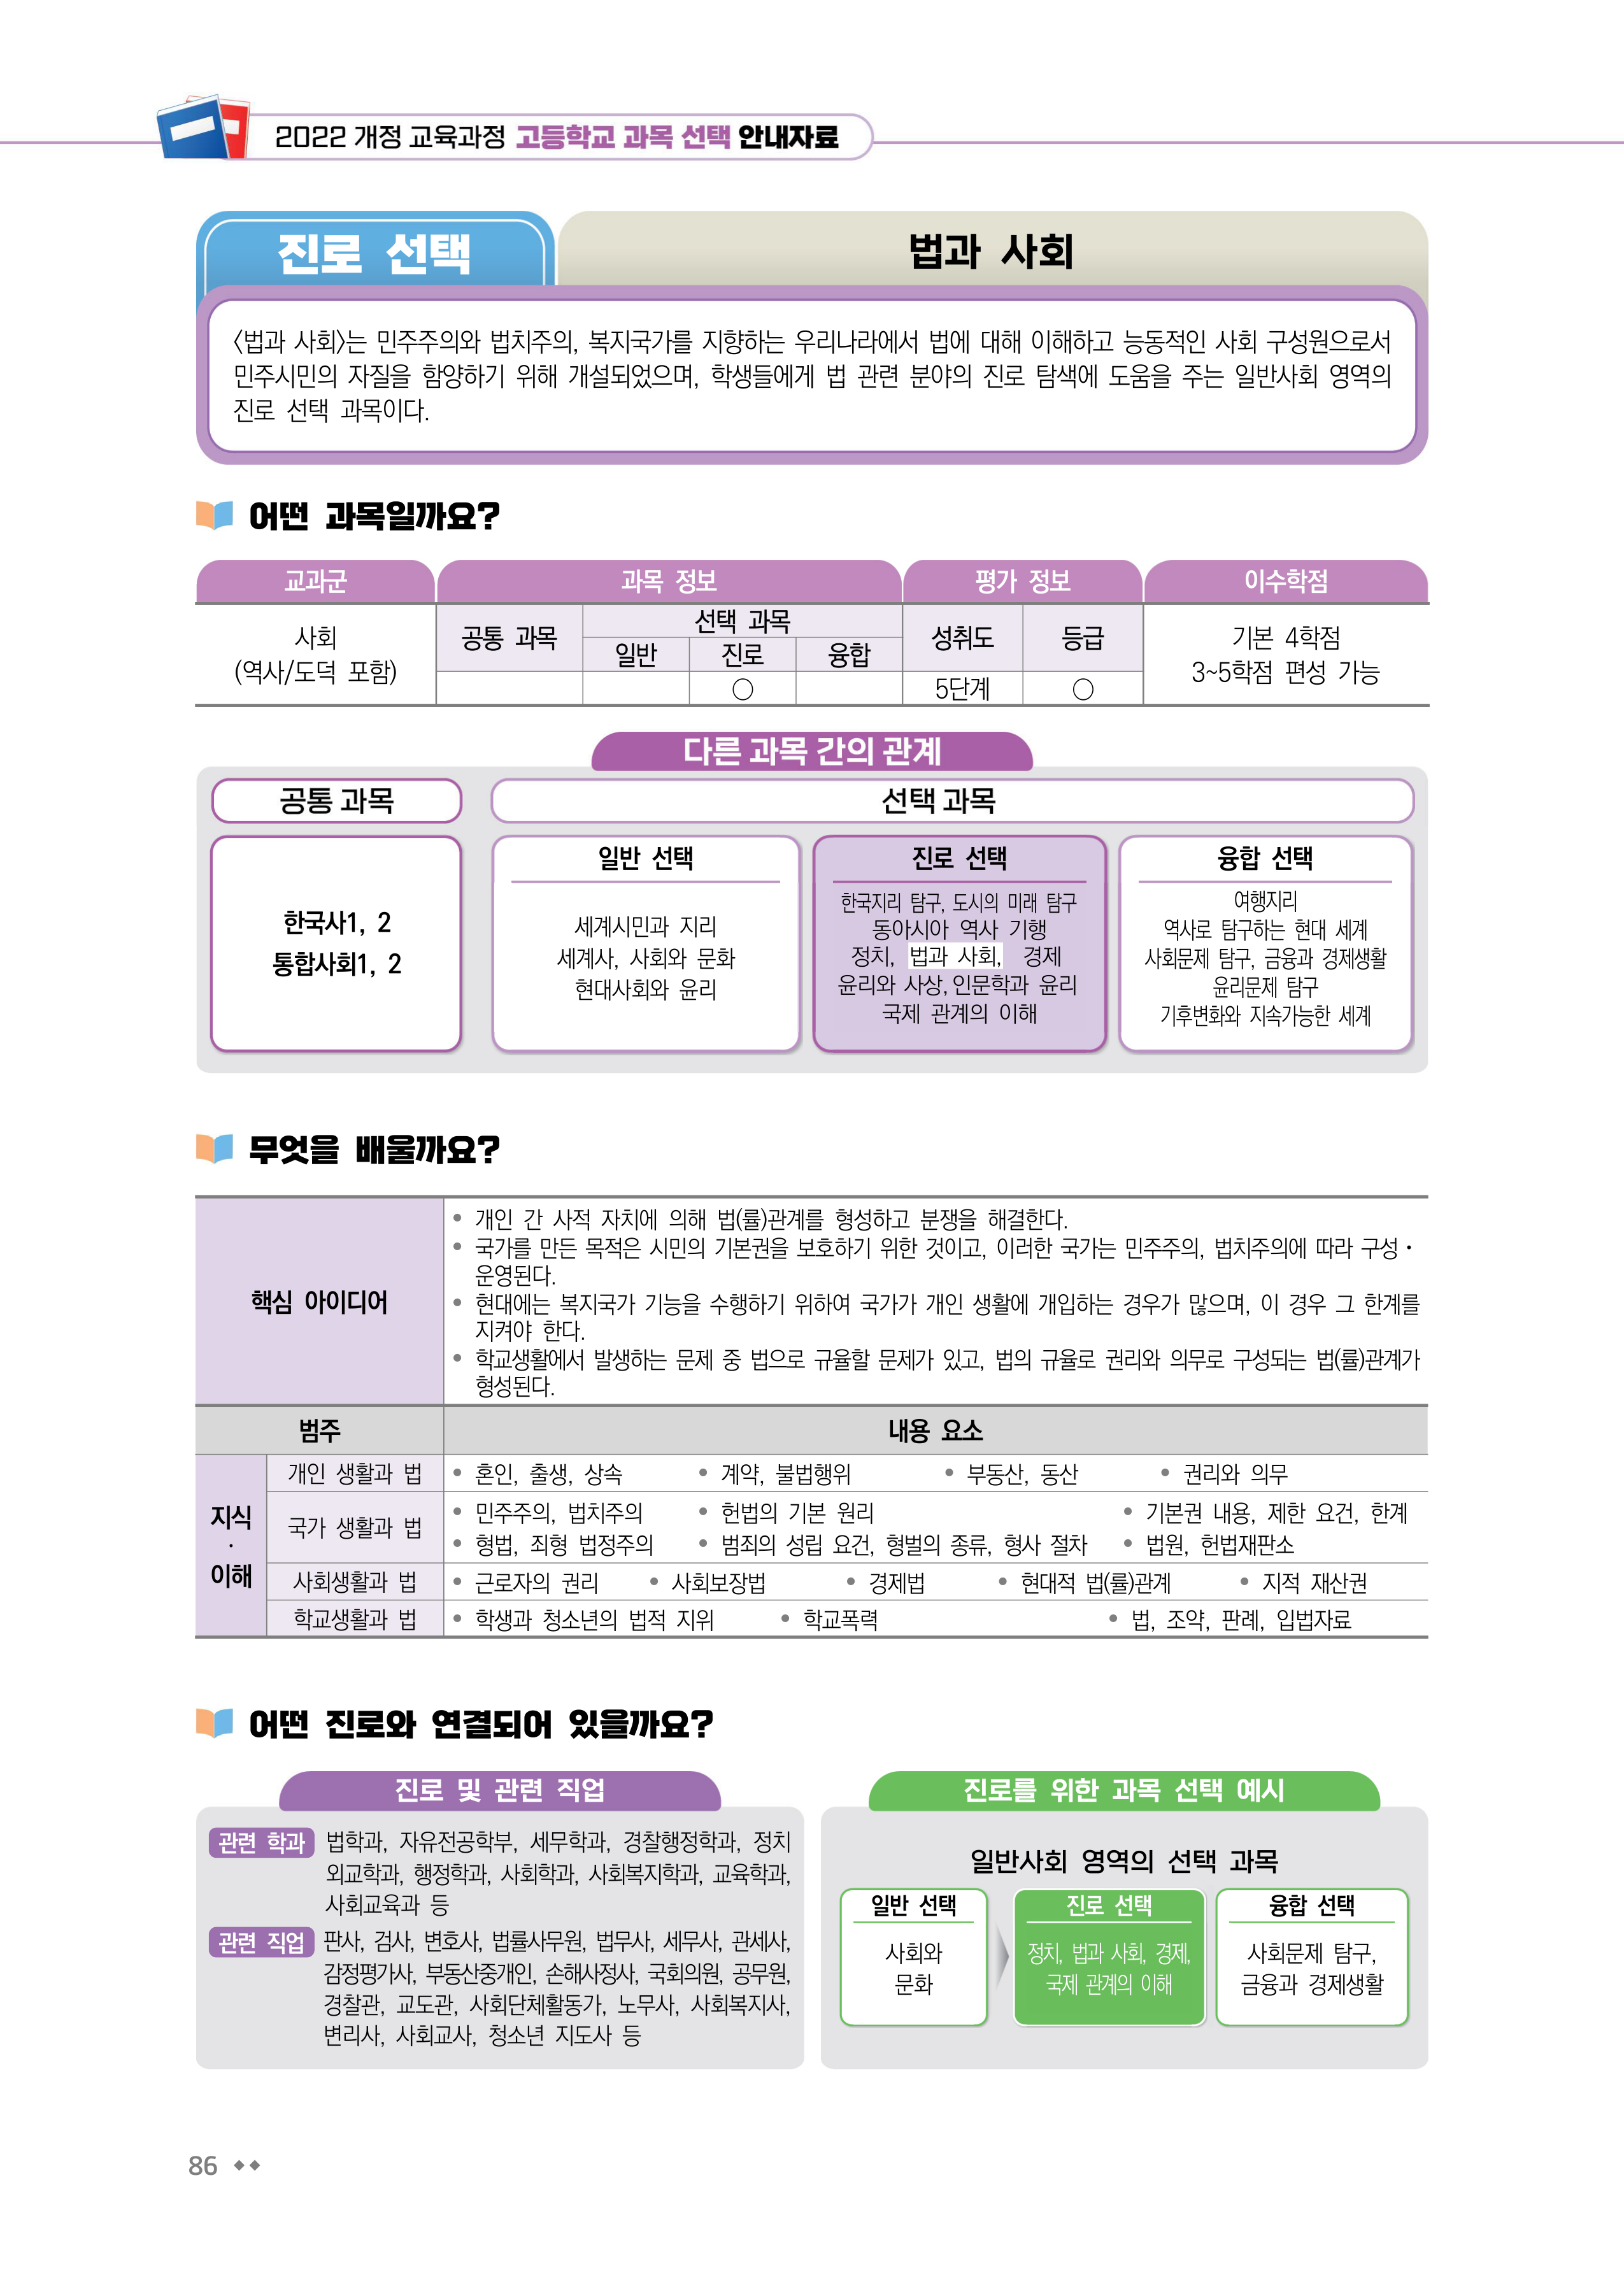 2022 개정 교육과정 고등학교 과목 선택 안내자료
진로 선택
법과 사회
〈법과 사회〉는 민주주의와 법치주의, 복지국가를 지향하는 우리나라에서 법에 대해 이해하고 능동적인 사회 구성원으로서
민주시민의 자질을 함양하기 위해 개설되었으며, 학생들에게 법 관련 분야의 진로 탐색에 도움을 주는 일반사회 영역의
진로 선택 과목이다.
어떤 과목일까요?
교과군 과목 정보 평가 정보 이수학점
사회
(역사/도덕 포함)
공통 과목
선택 과목
일반 진로 융합
○
성취도 등급
5단계 ○
기본 4학점
3~5학점 편성 가능
다른 과목 간의 관계
공통 과목
선택 과목
한국사1, 2
통합사회1, 2
일반 선택
세계시민과 지리
세계사, 사회와 문화
현대사회와 윤리
진로 선택
한국지리 탐구, 도시의 미래 탐구
동아시아 역사 기행
정치, 법과 사회, 경제
윤리와 사상, 인문학과 윤리
국제 관계의 이해
융합 선택
여행지리
역사로 탐구하는 현대 세계
사회문제 탐구, 금융과 경제생활
윤리문제 탐구
기후변화와 지속가능한 세계
무엇을 배울까요?
핵심 아이디어
• 개인 간 사적 자치에 의해 법(률)관계를 형성하고 분쟁을 해결한다.
• 국가를 만든 목적은 시민의 기본권을 보호하기 위한 것이고, 이러한 국가는 민주주의, 법치주의에 따라 구성·
운영된다.
• 현대에는 복지국가 기능을 수행하기 위하여 국가가 개인 생활에 개입하는 경우가 많으며, 이 경우 그 한계를
지켜야 한다.
• 학교생활에서 발생하는 문제 중 법으로 규율할 문제가 있고, 법의 규율로 권리와 의무로 구성되는 법(률)관계가
형성된다.
범주 내용 요소
지식
·
이해
개인 생활과 법 • 혼인, 출생, 상속 • 계약, 불법행위 • 부동산, 동산 • 권리와 의무
국가 생활과 법
• 민주주의, 법치주의 • 헌법의 기본 원리 • 기본권 내용, 제한 요건, 한계
• 형법, 죄형 법정주의 • 범죄의 성립 요건, 형벌의 종류, 형사 절차 • 법원, 헌법재판소
사회생활과 법 • 근로자의 권리 • 사회보장법 • 경제법 • 현대적 법(률)관계 • 지적 재산권
학교생활과 법 • 학생과 청소년의 법적 지위 • 학교폭력 • 법, 조약, 판례, 입법자료
어떤 진로와 연결되어 있을까요?
진로 및 관련 직업
관련 학과 법학과, 자유전공학부, 세무학과, 경찰행정학과, 정치
외교학과, 행정학과, 사회학과, 사회복지학과, 교육학과,
사회교육과 등
관련 직업 판사, 검사, 변호사, 법률사무원, 법무사, 세무사, 관세사,
감정평가사, 부동산중개인, 손해사정사, 국회의원, 공무원,
경찰관, 교도관, 사회단체활동가, 노무사, 사회복지사,
변리사, 사회교사, 청소년 지도사 등
진로를 위한 과목 선택 예시
일반사회 영역의 선택 과목
일반 선택
사회와
문화
진로 선택
정치, 법과 사회, 경제,
국제 관계의 이해
융합 선택
사회문제 탐구,
금융과 경제생활
86 ◆◆